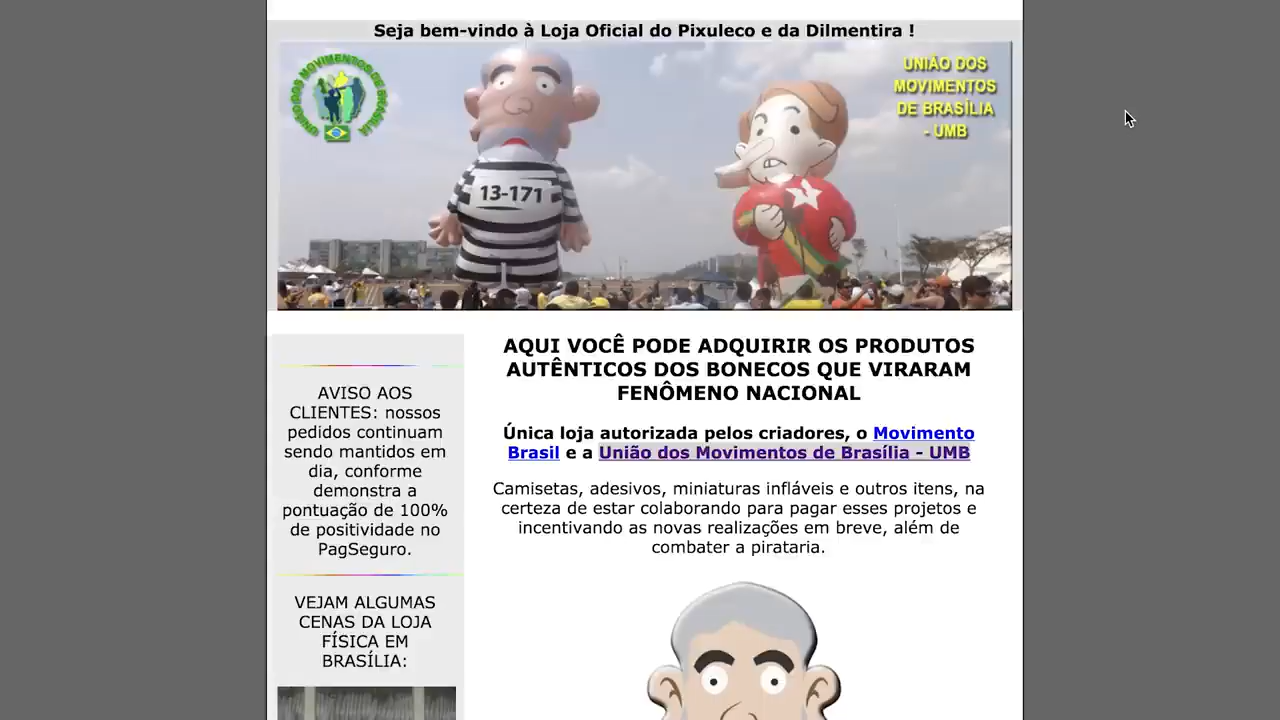 Seja bem-vindo à Loja Oficial do Pixuleco e da Dilmentira !
UNIÃO DOS MOVIMENTOS DE BRASÍLIA
UNIÃO DOS
MOVIMENTOS
DE BRASÍLIA
- UMB
13-171
AVISO AOS
CLIENTES: nossos
pedidos continuam
sendo mantidos em
dia, conforme
demonstra a
pontuação de 100%
de positividade no
PagSeguro.
VEJAM ALGUMAS
CENAS DA LOJA
FÍSICA EM
BRASÍLIA:
AQUI VOCÊ PODE ADQUIRIR OS PRODUTOS
AUTÊNTICOS DOS BONECOS QUE VIRARAM
FENÔMENO NACIONAL
Única loja autorizada pelos criadores, o Movimento
Brasil e a União dos Movimentos de Brasília - UMB
Camisetas, adesivos, miniaturas infláveis e outros itens, na
certeza de estar colaborando para pagar esses projetos e
incentivando as novas realizações em breve, além de
combater a pirataria.